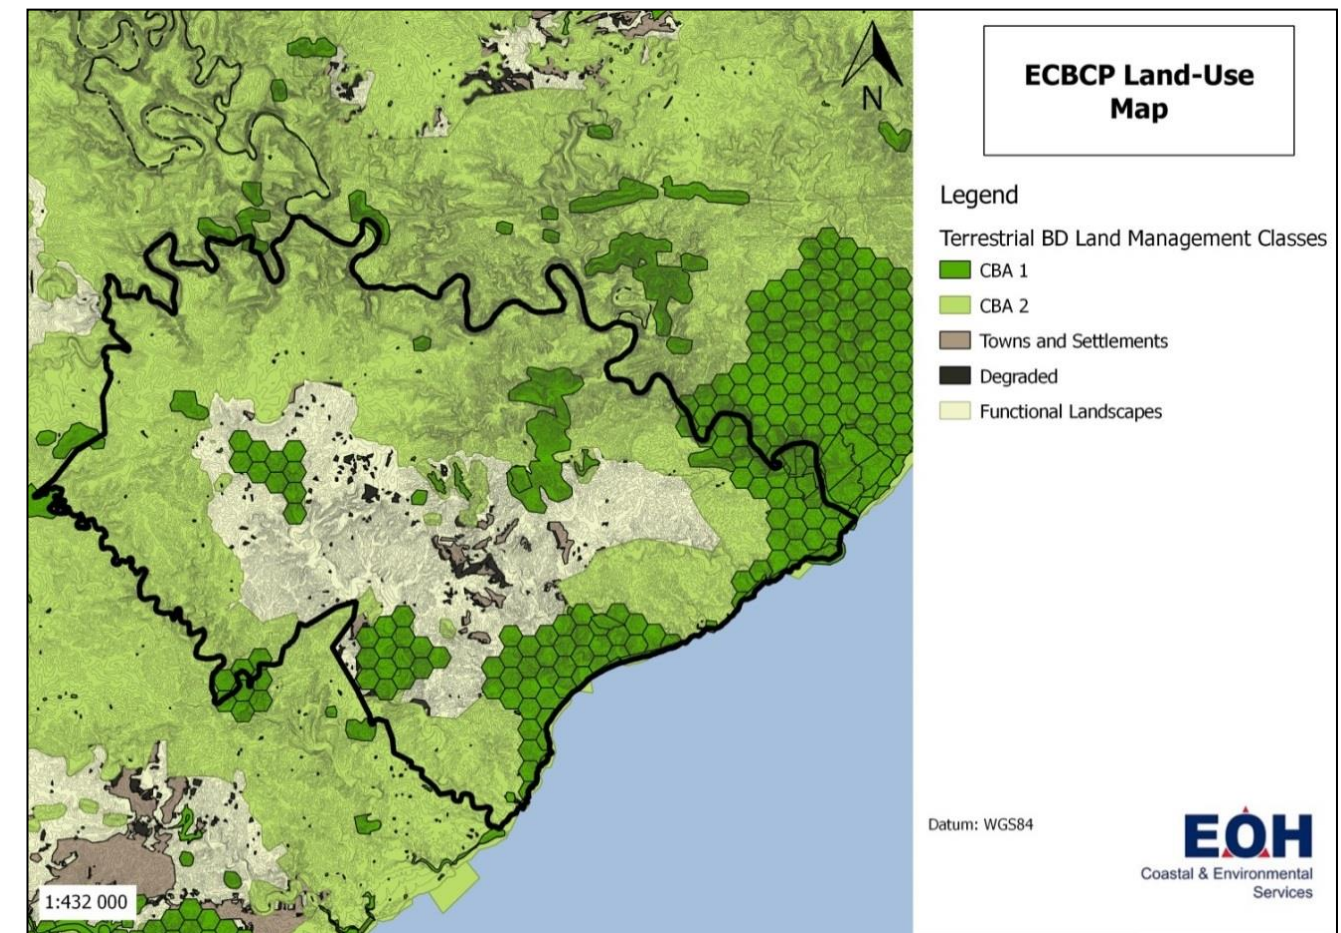 ECBCP Land-Use
Map
N
Legend
Terrestrial BD Land Management Classes
CBA 1
CBA 2
Towns and Settlements
Degraded
Functional Landscapes
Datum: WGS84
EOH
Coastal & Environmental
Services
1:432 000